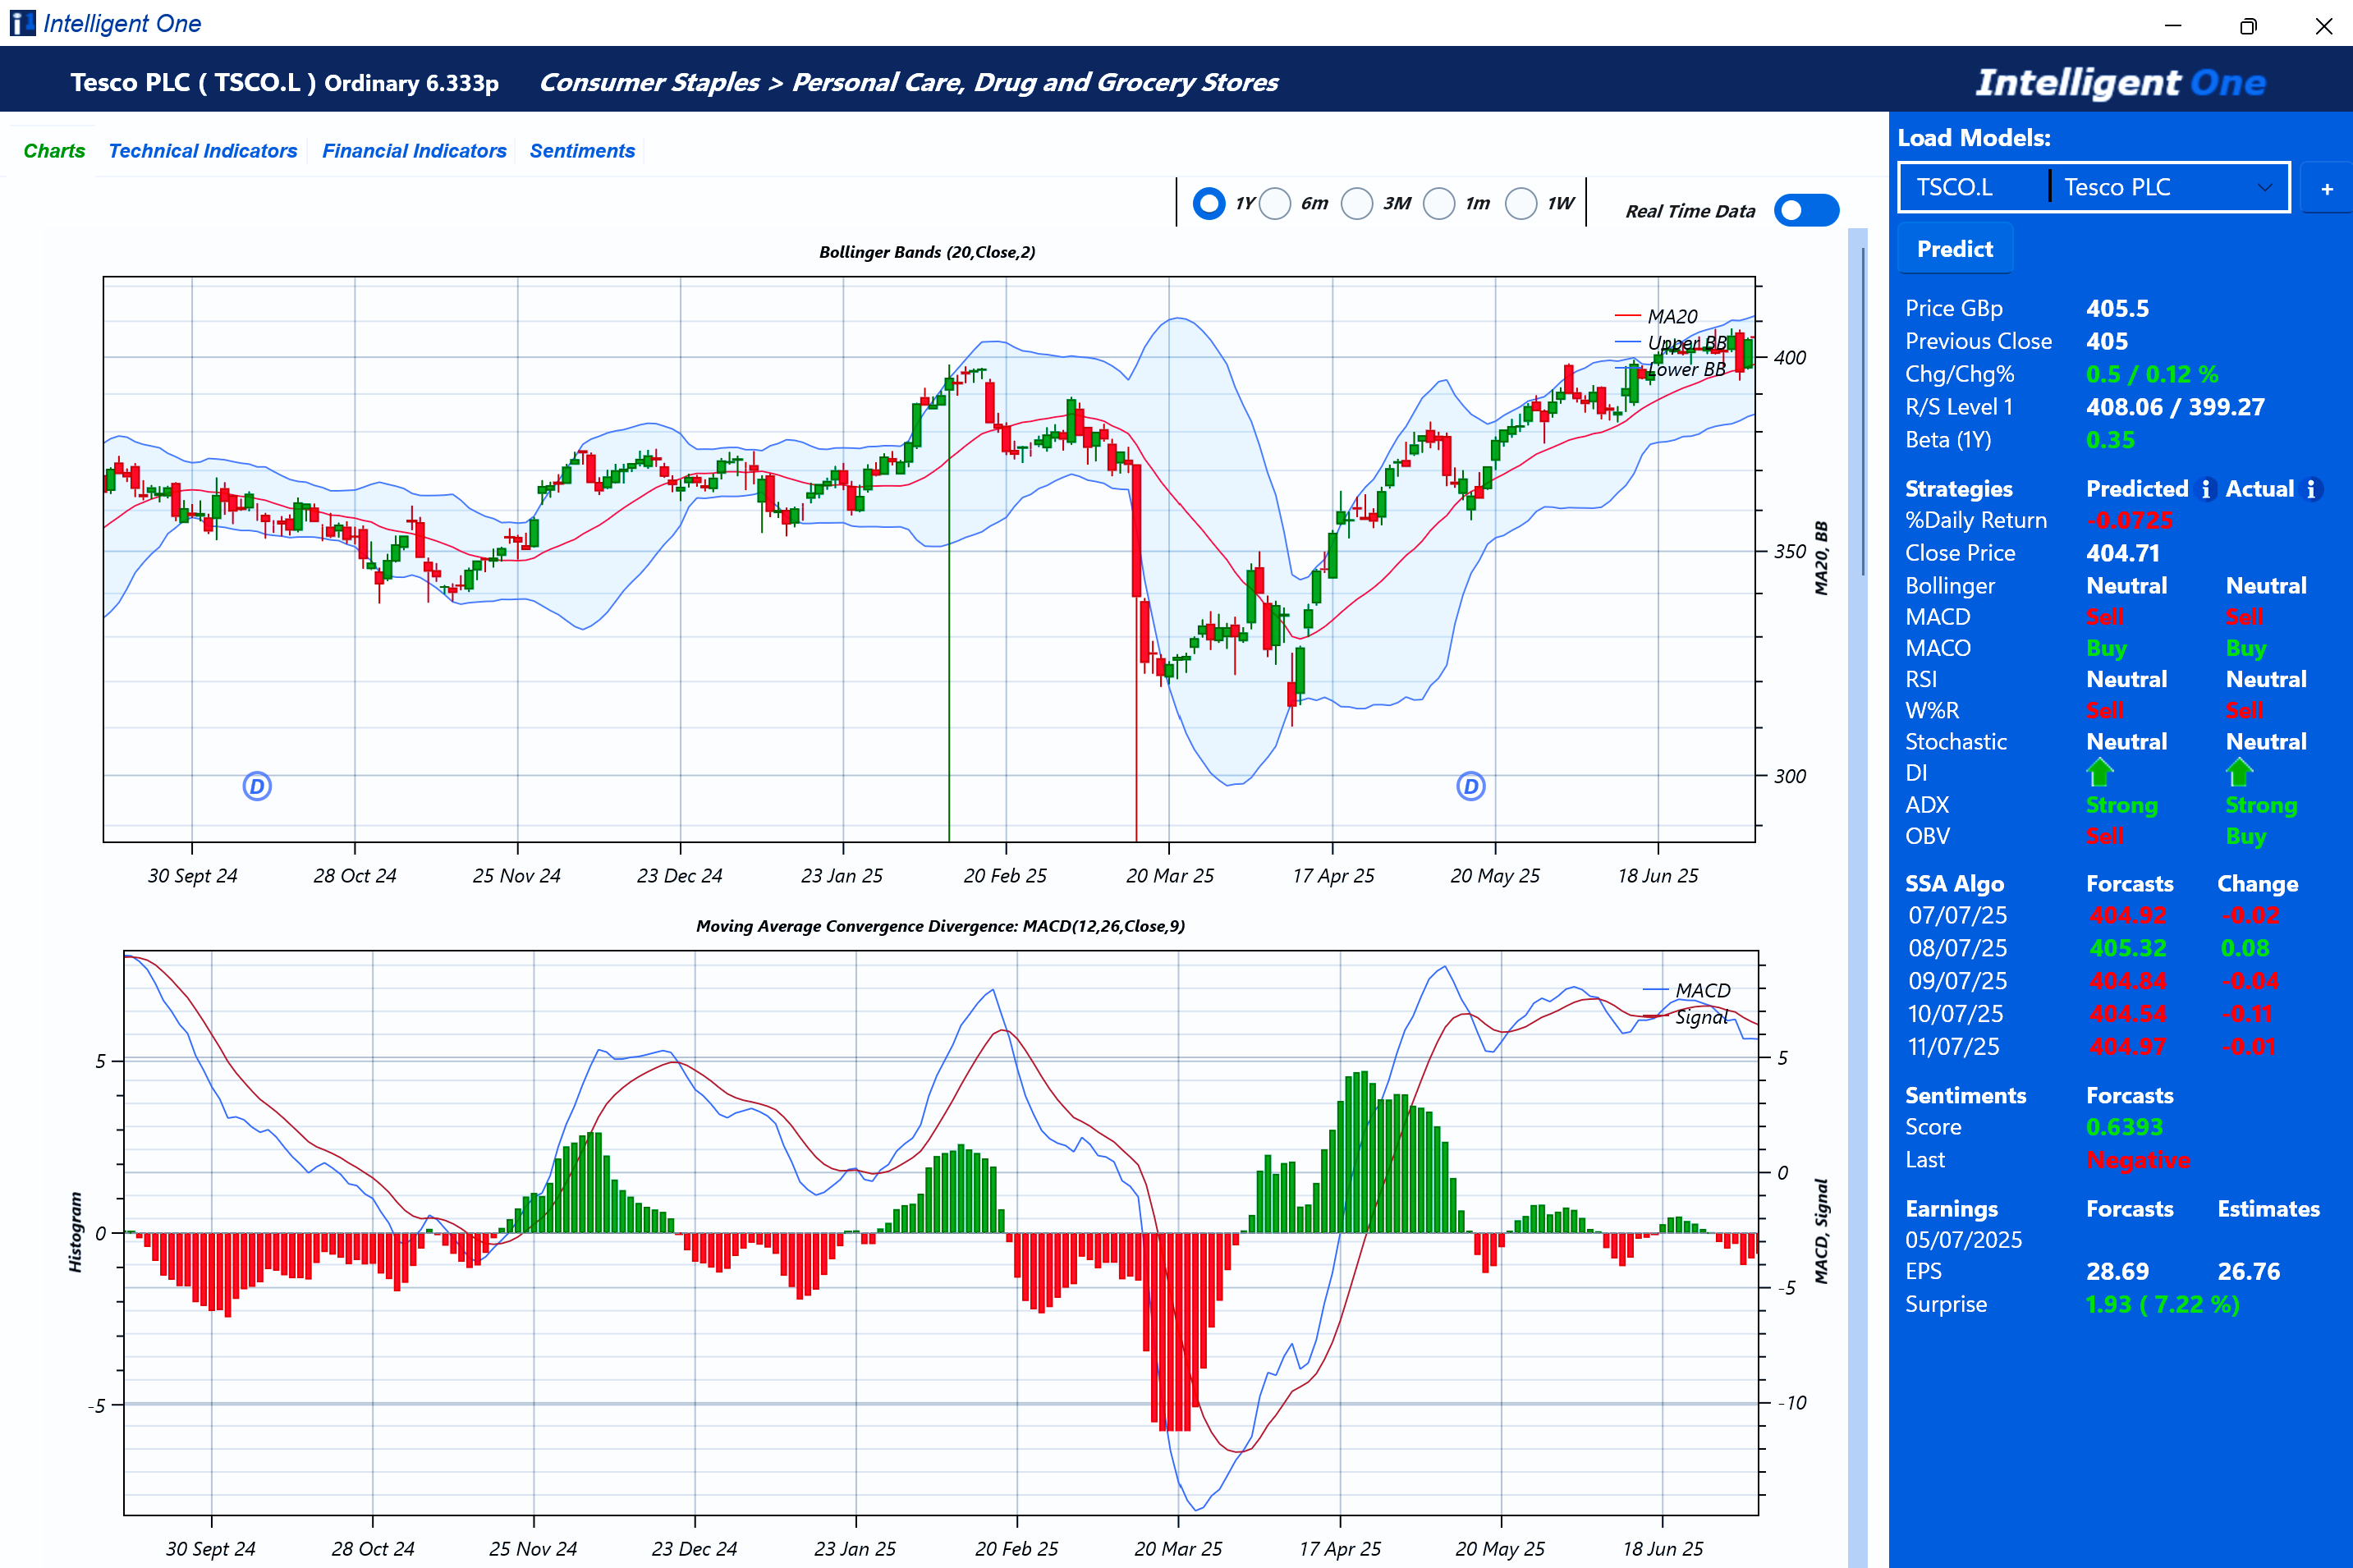 Intelligent One
Tesco PLC ( TSCO.L ) Ordinary 6.333p Consumer Staples > Personal Care, Drug and Grocery Stores
Intelligent One
Charts Technical Indicators Financial Indicators Sentiments
1Y 6m 3M 1m 1W Real Time Data
Bollinger Bands (20,Close,2)
MA20
Upper BB
Lower BB
400
350
300
MA20, BB
D D
30 Sept 24 28 Oct 24 25 Nov 24 23 Dec 24 23 Jan 25 20 Feb 25 20 Mar 25 17 Apr 25 20 May 25 18 Jun 25
Moving Average Convergence Divergence: MACD(12,26,Close,9)
MACD
Signal
5
0
-5
Histogram
5
0
-5
-10
MACD, Signal
30 Sept 24 28 Oct 24 25 Nov 24 23 Dec 24 23 Jan 25 20 Feb 25 20 Mar 25 17 Apr 25 20 May 25 18 Jun 25
Load Models:
TSCO.L Tesco PLC +
Predict
Price GBp 405.5
Previous Close 405
Chg/Chg% 0.5 / 0.12 %
R/S Level 1 408.06 / 399.27
Beta (1Y) 0.35
Strategies Predicted i Actual i
%Daily Return -0.0725
Close Price 404.71
Bollinger Neutral Neutral
MACD Sell Sell
MACO Buy Buy
RSI Neutral Neutral
W%R Sell Sell
Stochastic Neutral Neutral
DI
ADX Strong Strong
OBV Sell Buy
SSA Algo Forcasts Change
07/07/25 404.92 -0.02
08/07/25 405.32 0.08
09/07/25 404.84 -0.04
10/07/25 404.54 -0.11
11/07/25 404.97 -0.01
Sentiments Forcasts
Score 0.6393
Last Negative
Earnings Forcasts Estimates
05/07/2025
EPS 28.69 26.76
Surprise 1.93 ( 7.22 %)